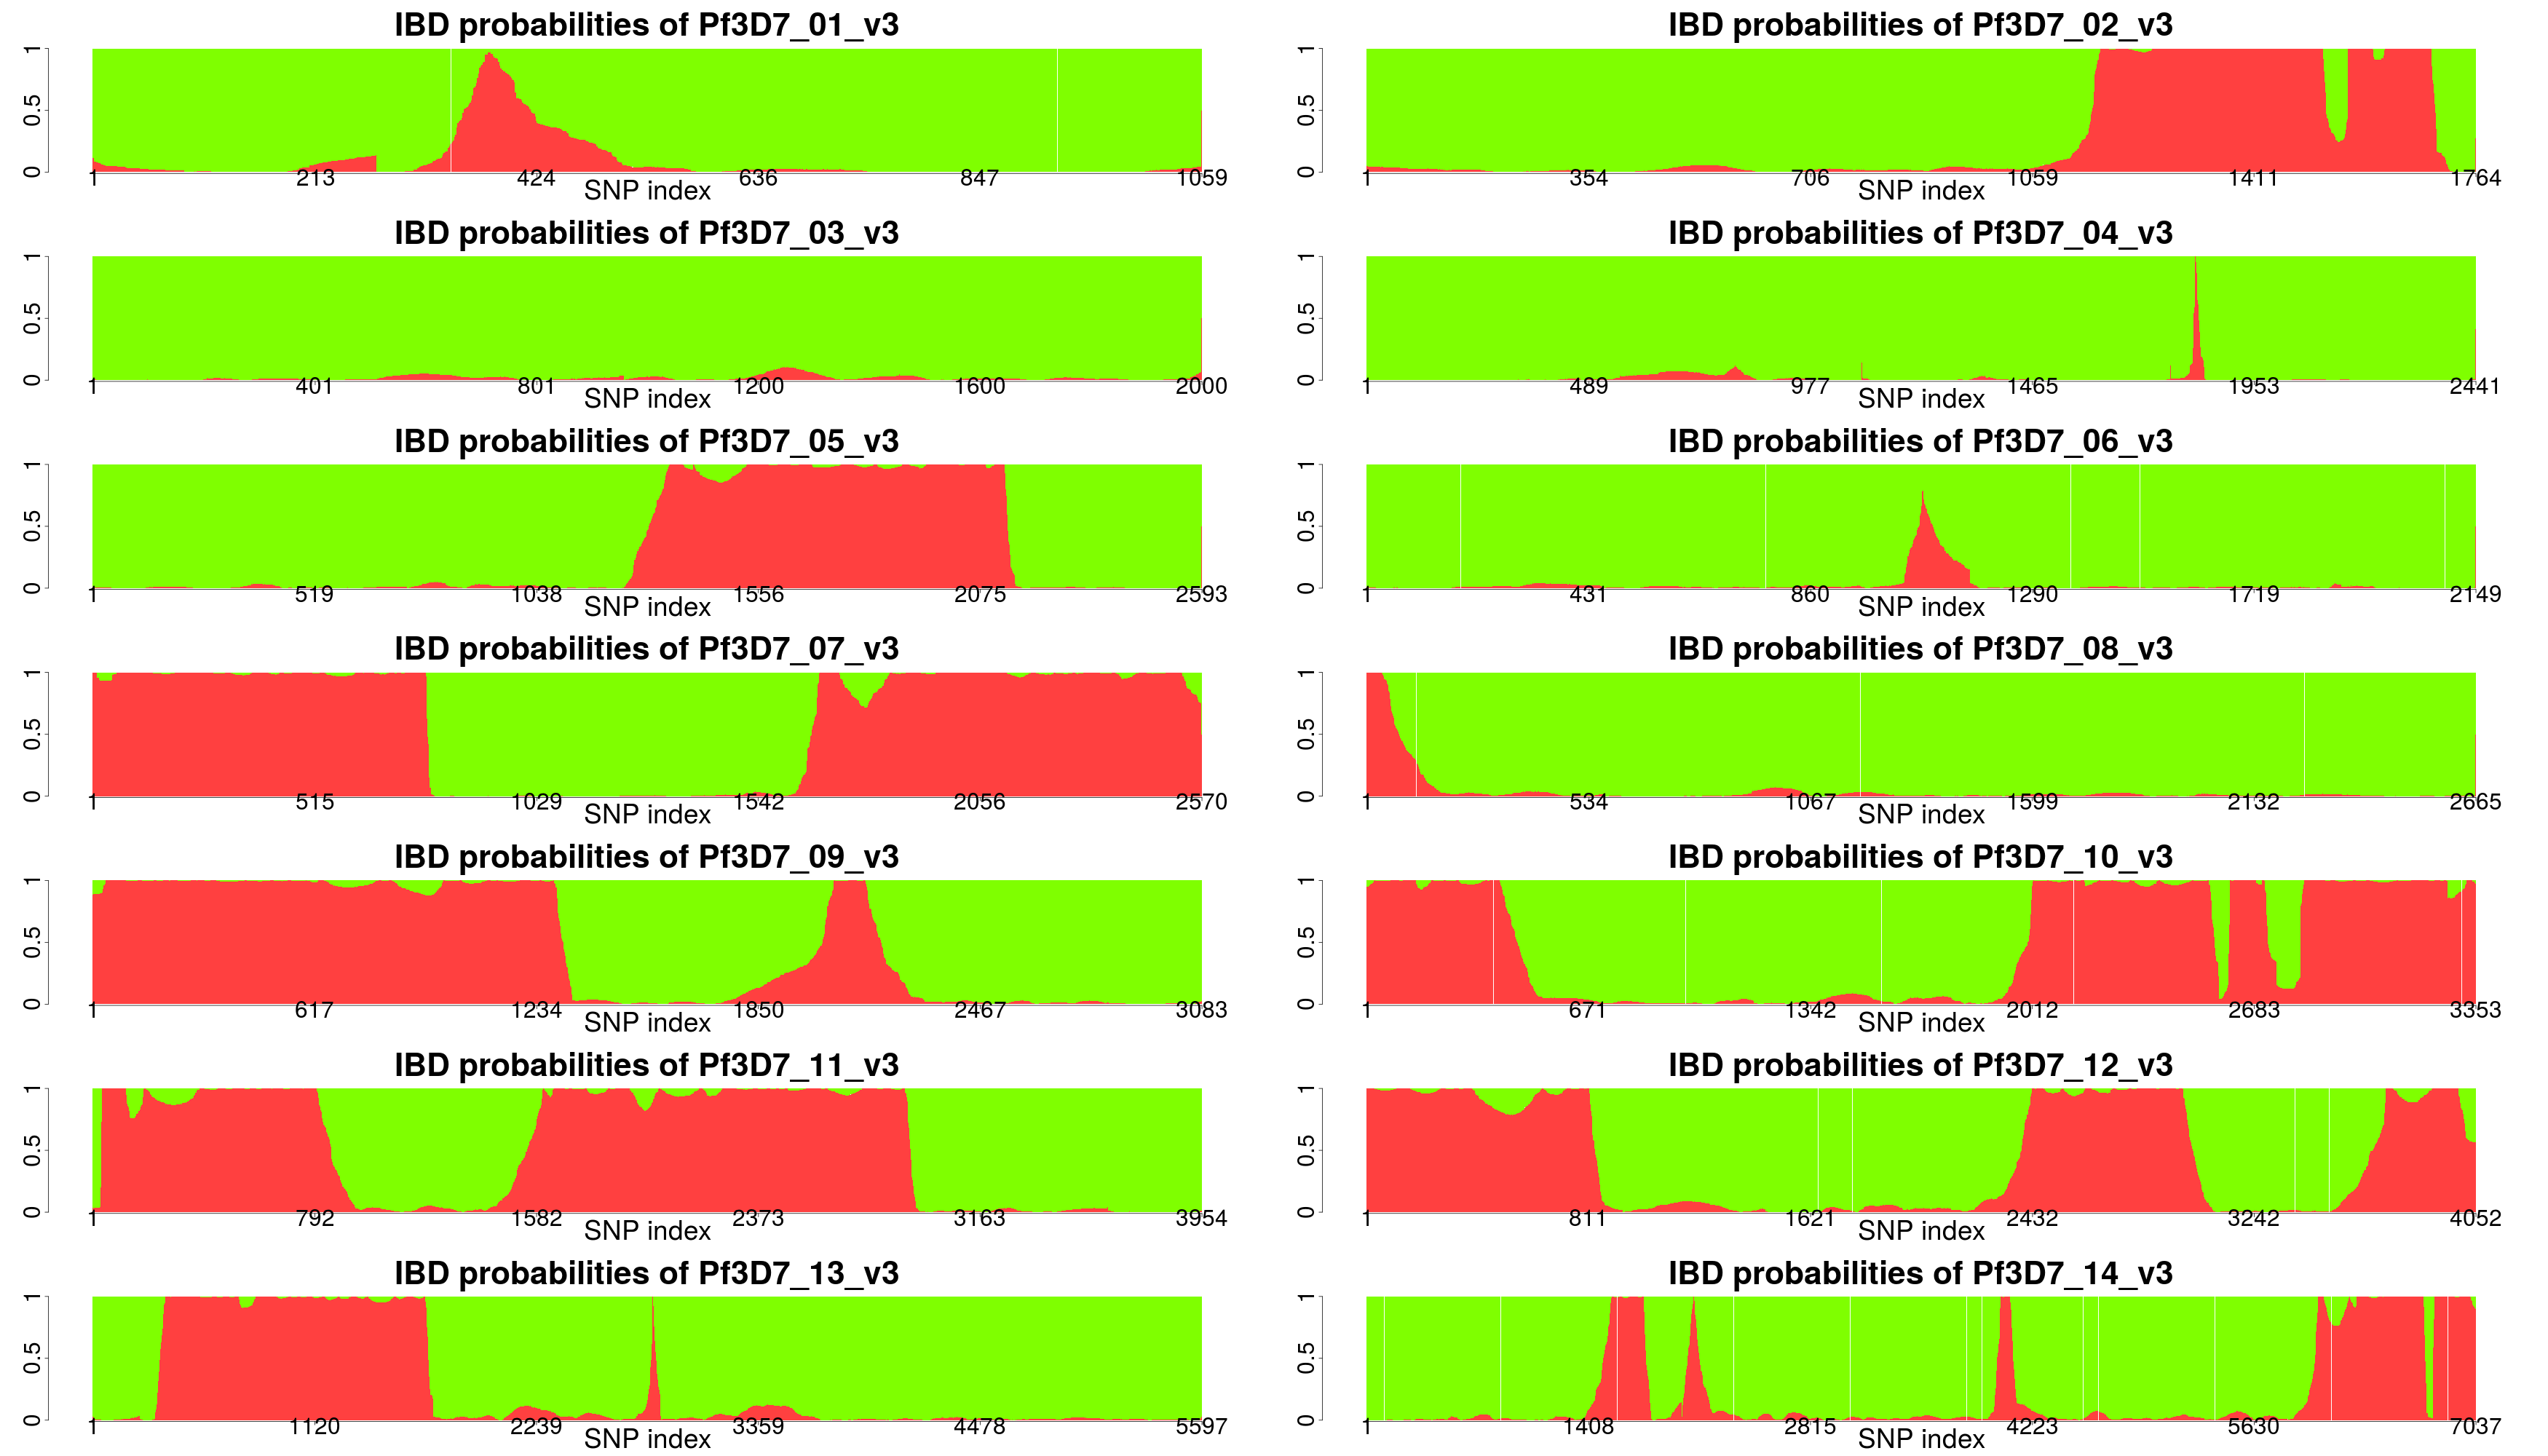 IBD probabilities of Pf3D7_01_v3
0 0.5 1
1 213 424 636 847 1059
SNP index
IBD probabilities of Pf3D7_02_v3
0 0.5 1
1 354 706 1059 1411 1764
SNP index
IBD probabilities of Pf3D7_03_v3
0 0.5 1
1 401 801 1200 1600 2000
SNP index
IBD probabilities of Pf3D7_04_v3
0 0.5 1
1 489 977 1465 1953 2441
SNP index
IBD probabilities of Pf3D7_05_v3
0 0.5 1
1 519 1038 1556 2075 2593
SNP index
IBD probabilities of Pf3D7_06_v3
0 0.5 1
1 431 860 1290 1719 2149
SNP index
IBD probabilities of Pf3D7_07_v3
0 0.5 1
1 515 1029 1542 2056 2570
SNP index
IBD probabilities of Pf3D7_08_v3
0 0.5 1
1 534 1067 1599 2132 2665
SNP index
IBD probabilities of Pf3D7_09_v3
0 0.5 1
1 617 1234 1850 2467 3083
SNP index
IBD probabilities of Pf3D7_10_v3
0 0.5 1
1 671 1342 2012 2683 3353
SNP index
IBD probabilities of Pf3D7_11_v3
0 0.5 1
1 792 1582 2373 3163 3954
SNP index
IBD probabilities of Pf3D7_12_v3
0 0.5 1
1 811 1621 2432 3242 4052
SNP index
IBD probabilities of Pf3D7_13_v3
0 0.5 1
1 1120 2239 3359 4478 5597
SNP index
IBD probabilities of Pf3D7_14_v3
0 0.5 1
1 1408 2815 4223 5630 7037
SNP index